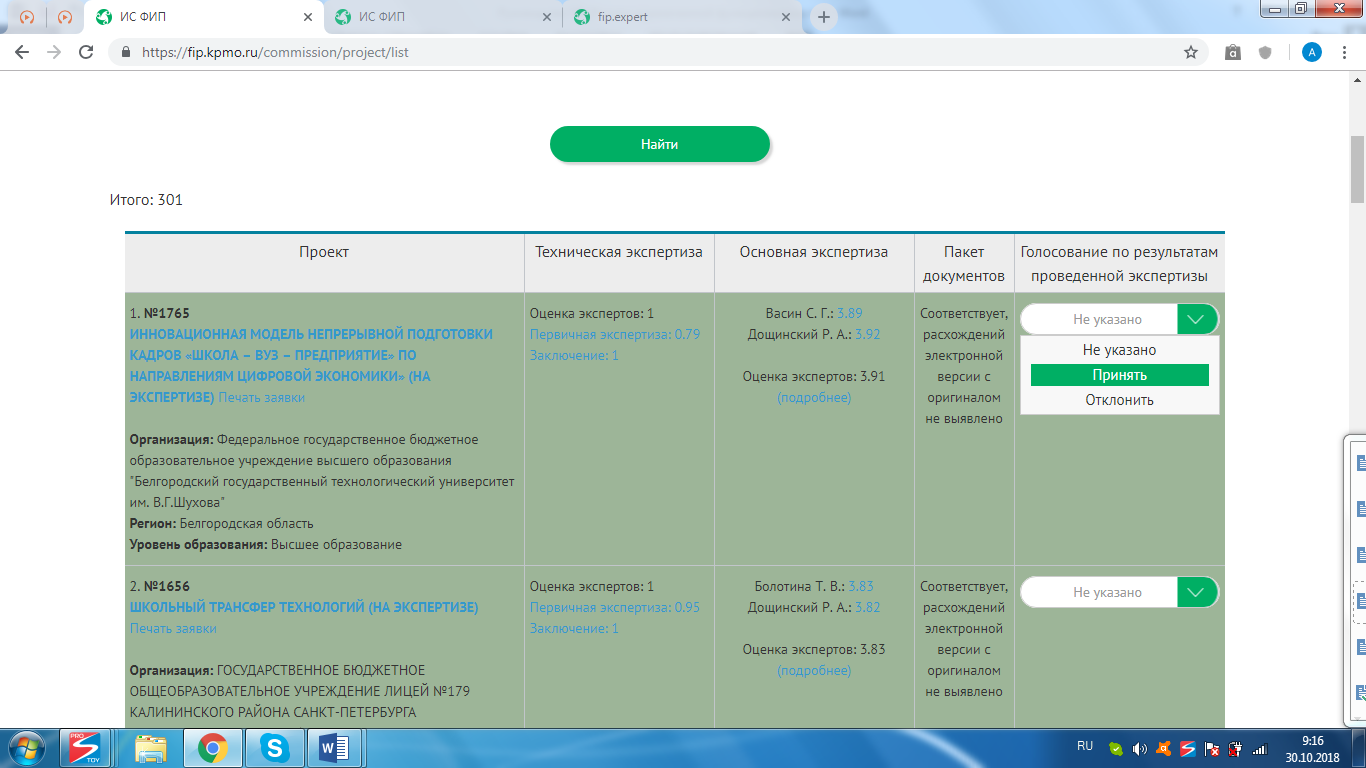 ИС ФИП
ИС ФИП
fip.expert
https://fip.kpmo.ru/commission/project/list
a
A
Найти
Итого: 301
Проект
Техническая экспертиза
Основная экспертиза
Пакет
документов
Голосование по результатам
проведенной экспертизы
1. №1765
ИННОВАЦИОННАЯ МОДЕЛЬ НЕПРЕРЫВНОЙ ПОДГОТОВКИ
КАДРОВ «ШКОЛА – ВУЗ – ПРЕДПРИЯТИЕ» ПО
НАПРАВЛЕНИЯМ ЦИФРОВОЙ ЭКОНОМИКИ» (НА
ЭКСПЕРТИЗЕ) Печать заявки
Организация: Федеральное государственное бюджетное
образовательное учреждение высшего образования
"Белгородский государственный технологический университет
им. В.Г.Шухова"
Регион: Белгородская область
Уровень образования: Высшее образование
Оценка экспертов: 1
Первичная экспертиза: 0.79
Заключение: 1
Васин С. Г.: 3.89
Дощинский Р. А.: 3.92
Оценка экспертов: 3.91
(подробнее)
Соответствует,
расхождений
электронной
версии с
оригиналом
не выявлено
Не указано
Не указано
Принять
Отклонить
2. №1656
ШКОЛЬНЫЙ ТРАНСФЕР ТЕХНОЛОГИЙ (НА ЭКСПЕРТИЗЕ)
Печать заявки
Организация: ГОСУДАРСТВЕННОЕ БЮДЖЕТНОЕ
ОБЩЕОБРАЗОВАТЕЛЬНОЕ УЧРЕЖДЕНИЕ ЛИЦЕЙ №179
КАЛИНИНСКОГО РАЙОНА САНКТ-ПЕТЕРБУРГА
Оценка экспертов: 1
Первичная экспертиза: 0.95
Заключение: 1
Болотина Т. В.: 3.83
Дощинский Р. А.: 3.82
Оценка экспертов: 3.83
(подробнее)
Соответствует,
расхождений
электронной
версии с
оригиналом
не выявлено
Не указано
PRO
TOY
RU
9:16
30.10.2018